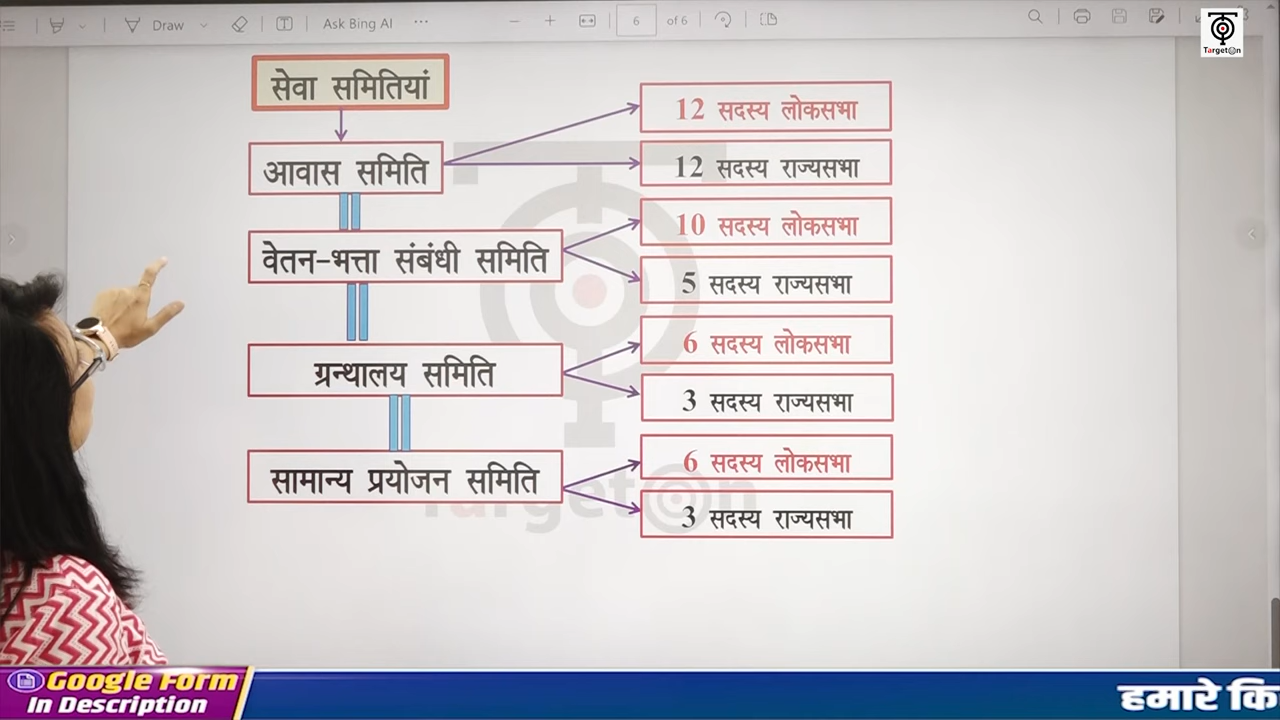 Draw
Ask Bing AI
6 of 6
TargetOn
सेवा समितियां
आवास समिति
12 सदस्य लोकसभा
12 सदस्य राज्यसभा
वेतन-भत्ता संबंधी समिति
10 सदस्य लोकसभा
5 सदस्य राज्यसभा
ग्रन्थालय समिति
6 सदस्य लोकसभा
3 सदस्य राज्यसभा
सामान्य प्रयोजन समिति
6 सदस्य लोकसभा
3 सदस्य राज्यसभा
TargetOn
Google Form
In Description
हमारे कि